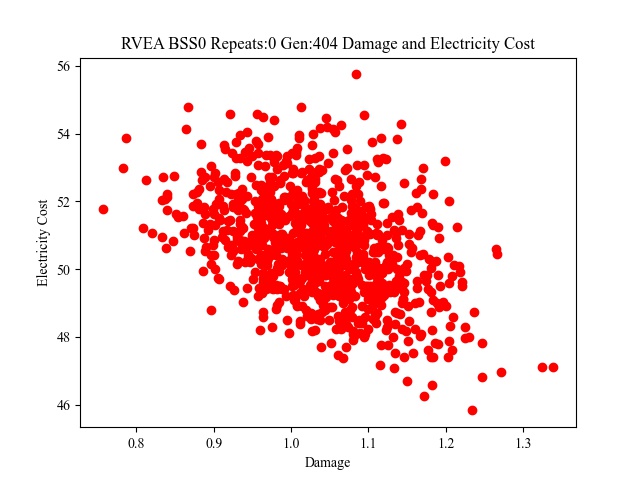 RVEA BSS0 Repeats:0 Gen:404 Damage and Electricity Cost
56
54
52
50
48
46
Electricity Cost
0.8 0.9 1.0 1.1 1.2 1.3
Damage